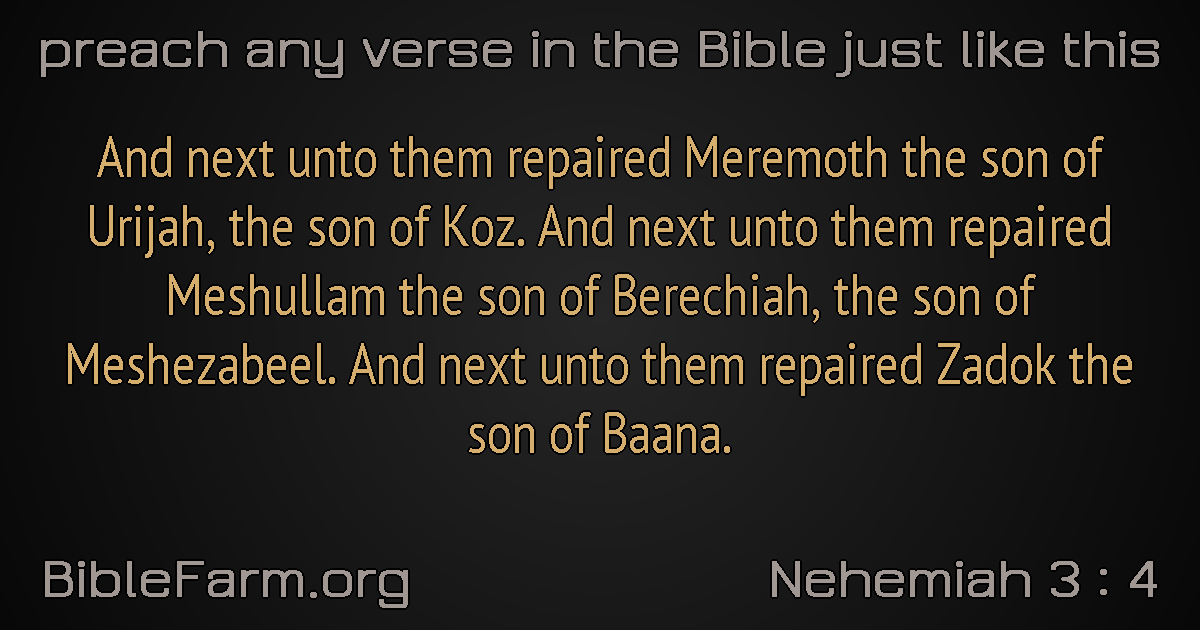 preach any verse in the Bible just like this
And next unto them repaired Meremoth the son of
Urijah, the son of Koz. And next unto them repaired
Meshullam the son of Berechiah, the son of
Meshezabeel. And next unto them repaired Zadok the
son of Baana.
BibleFarm.org
Nehemiah 3 : 4